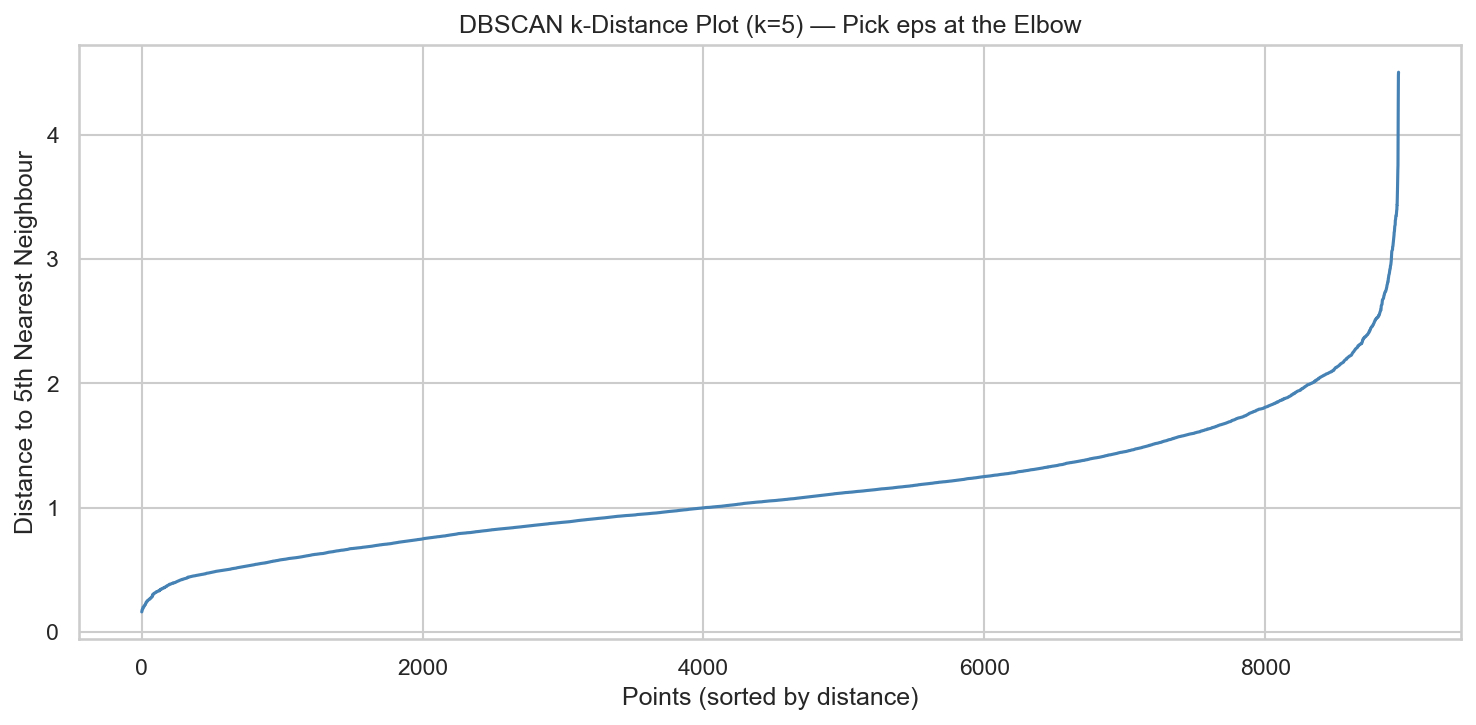 DBSCAN k-Distance Plot (k=5) — Pick eps at the Elbow
Distance to 5th Nearest Neighbour
4
3
2
1
0
0 2000 4000 6000 8000
Points (sorted by distance)